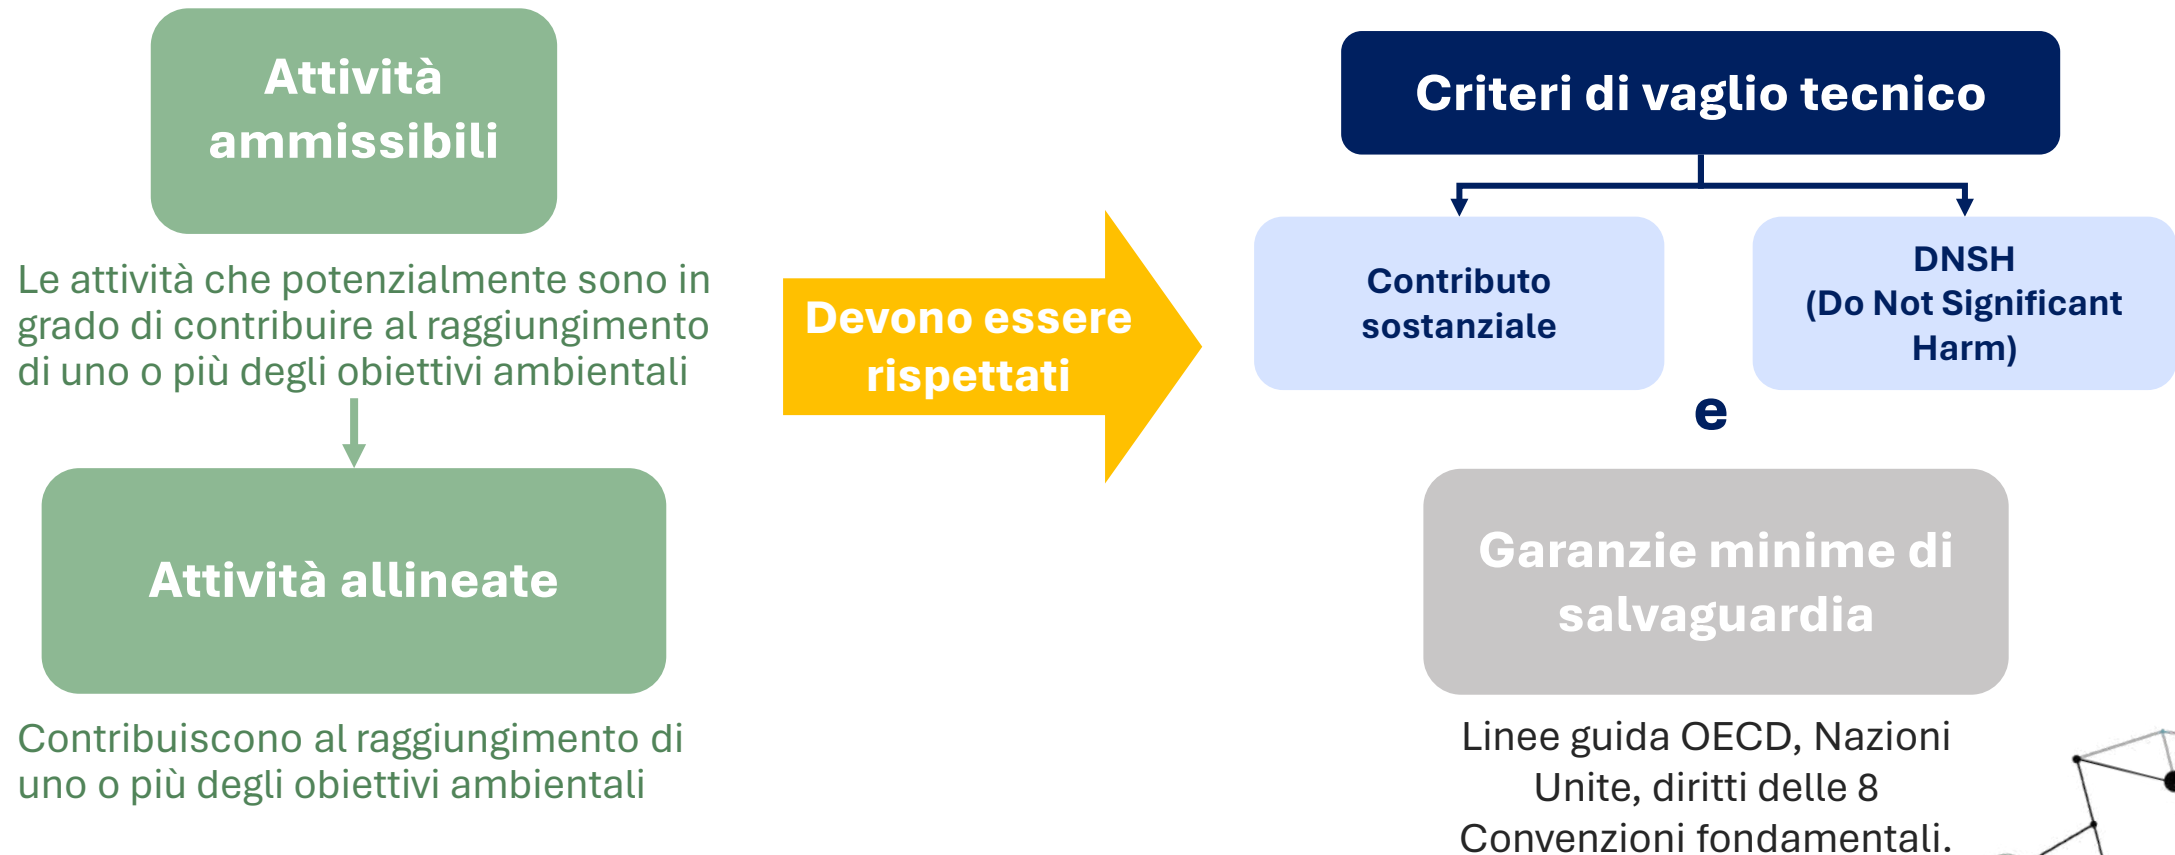 Attività
ammissibili
Le attività che potenzialmente sono in
grado di contribuire al raggiungimento
di uno o più degli obiettivi ambientali
Attività allineate
Contribuiscono al raggiungimento di
uno o più degli obiettivi ambientali
Devono essere
rispettati
Criteri di vaglio tecnico
Contributo
sostanziale
DNSH
(Do Not Significant
Harm)
e
Garanzie minime di
salvaguardia
Linee guida OECD, Nazioni
Unite, diritti delle 8
Convenzioni fondamentali.